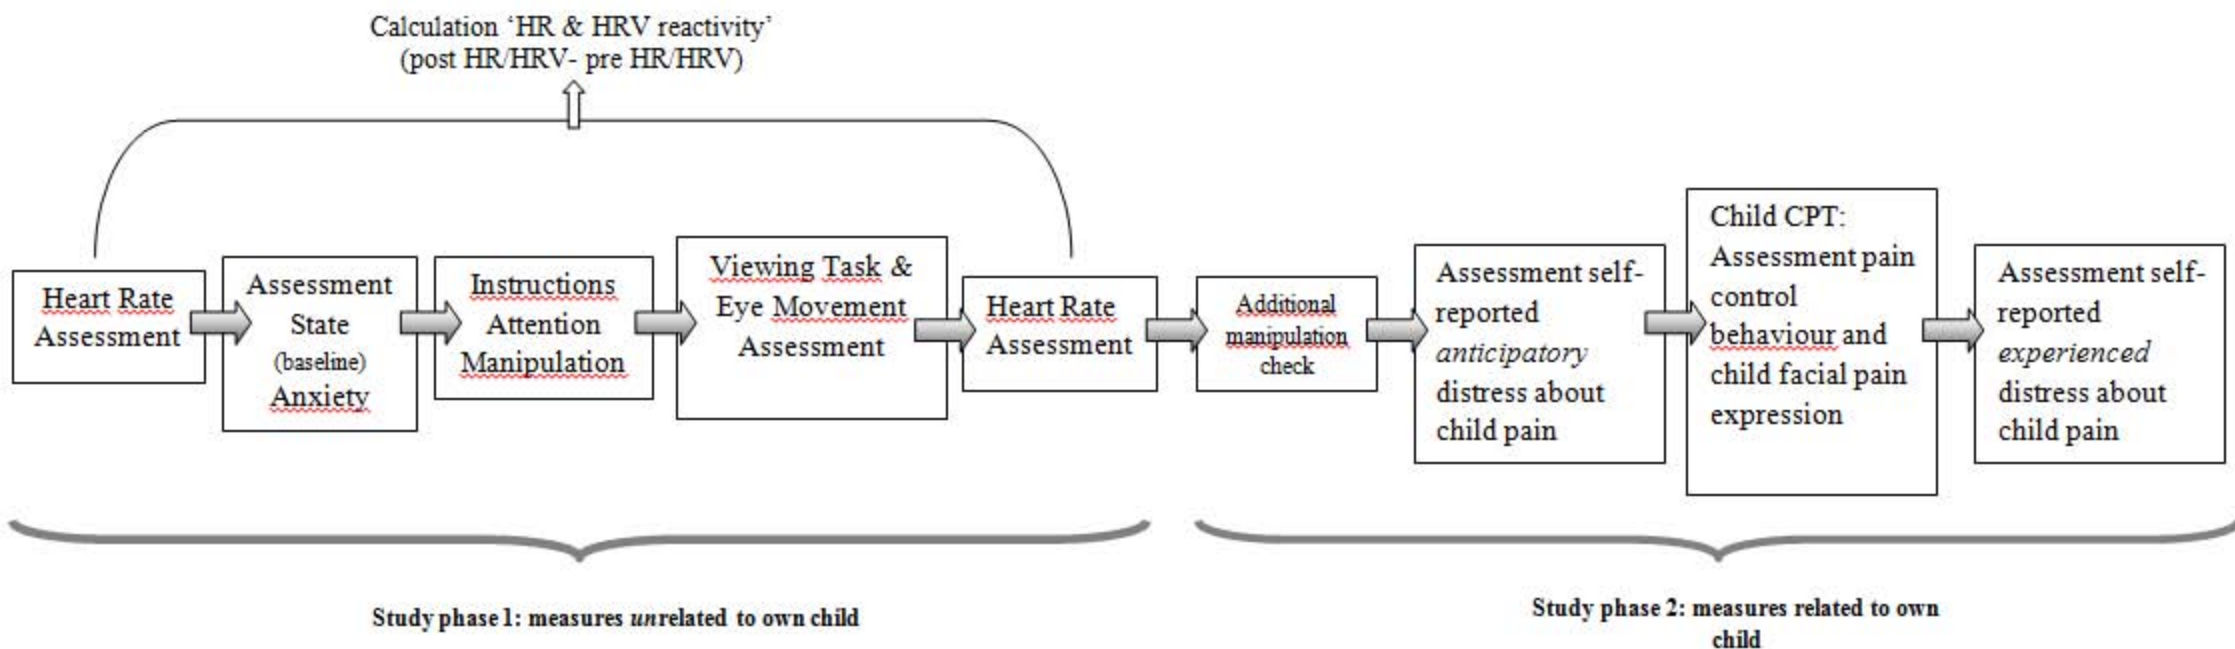 Calculation ‘HR & HRV reactivity’
(post HR/HRV- pre HR/HRV)
Heart Rate
Assessment
Assessment
State
(baseline)
Anxiety
Instructions
Attention
Manipulation
Viewing Task &
Eye Movement
Assessment
Heart Rate
Assessment
Additional
manipulation
check
Assessment self-
reported
anticipatory
distress about
child pain
Child CPT:
Assessment pain
control
behaviour and
child facial pain
expression
Assessment self-
reported
experienced
distress about
child pain
Study phase 1: measures unrelated to own child
Study phase 2: measures related to own
child